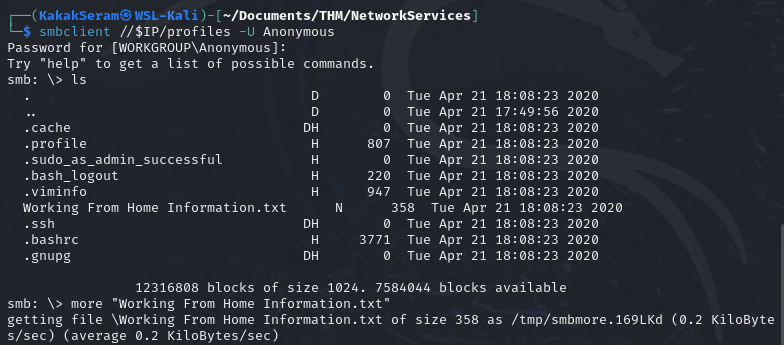 ┌──(KakakSeram㉿WSL-Kali)-[~/Documents/THM/NetworkServices]
└─$ smbclient //$IP/profiles -U Anonymous
Password for [WORKGROUP\Anonymous]:
Try "help" to get a list of possible commands.
smb: \> ls
  .                                   D        0  Tue Apr 21 18:08:23 2020
  ..                                  D        0  Tue Apr 21 17:49:56 2020
  .cache                             DH        0  Tue Apr 21 18:08:23 2020
  .profile                            H      807  Tue Apr 21 18:08:23 2020
  .sudo_as_admin_successful           H        0  Tue Apr 21 18:08:23 2020
  .bash_logout                        H      220  Tue Apr 21 18:08:23 2020
  .viminfo                            H      947  Tue Apr 21 18:08:23 2020
  Working From Home Information.txt      N      358  Tue Apr 21 18:08:23 2020
  .ssh                               DH        0  Tue Apr 21 18:08:23 2020
  .bashrc                             H     3771  Tue Apr 21 18:08:23 2020
  .gnupg                             DH        0  Tue Apr 21 18:08:23 2020
                12316808 blocks of size 1024. 7584044 blocks available
smb: \> more "Working From Home Information.txt"
getting file \Working From Home Information.txt of size 358 as /tmp/smbmore.169LKd (0.2 KiloByte
s/sec) (average 0.2 KiloBytes/sec)